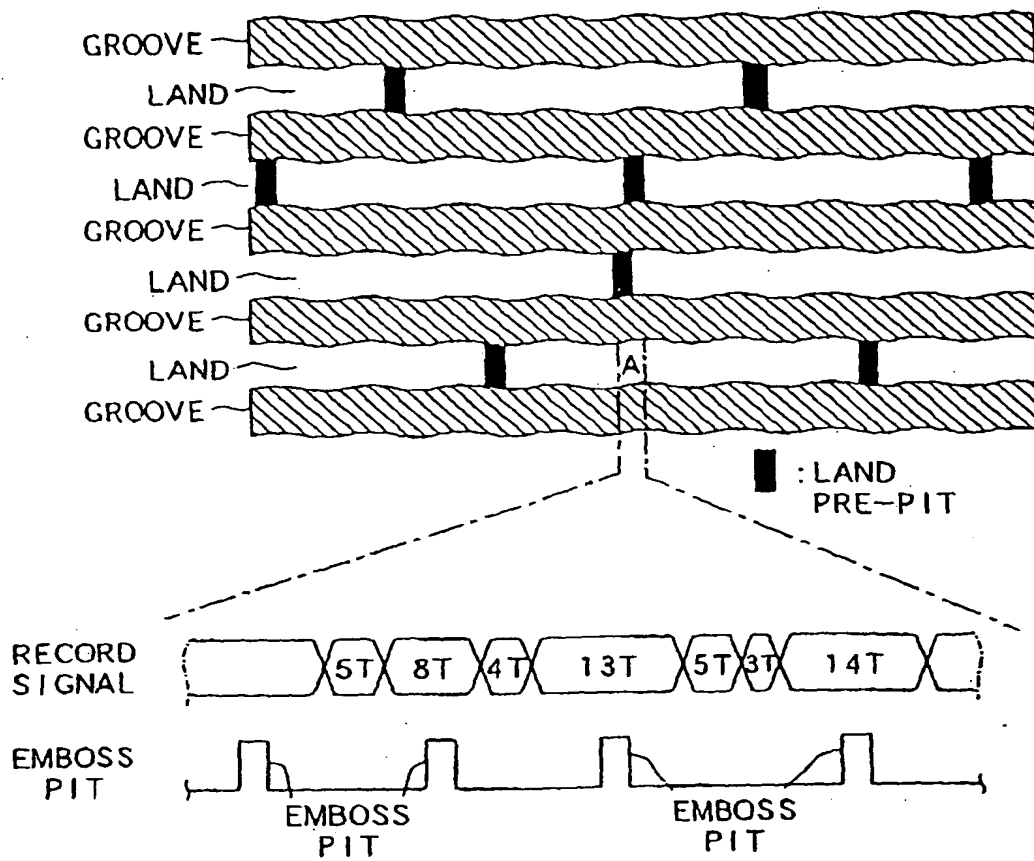 GROOVE
LAND
GROOVE
LAND
GROOVE
LAND
GROOVE
LAND
A
GROOVE
: LAND
PRE-PIT
RECORD
SIGNAL
5T 8T 4T 13T 5T 3T 14T
EMBOSS
PIT
EMBOSS
PIT
EMBOSS
PIT